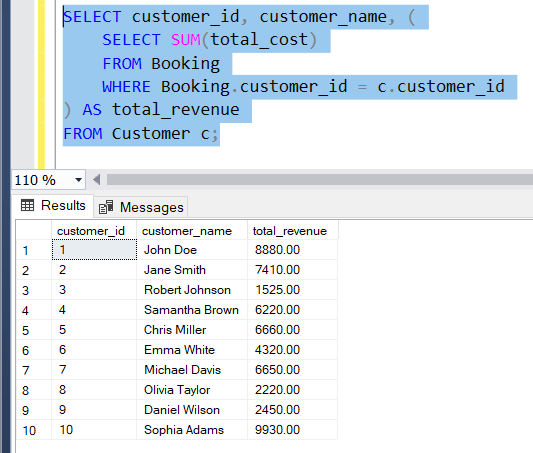 SELECT customer_id, customer_name, (
SELECT SUM(total_cost)
FROM Booking
WHERE Booking.customer_id = c.customer_id
) AS total_revenue
FROM Customer c;
110 %
Results Messages
customer_id customer_name total_revenue
1 1 John Doe 8880.00
2 2 Jane Smith 7410.00
3 3 Robert Johnson 1525.00
4 4 Samantha Brown 6220.00
5 5 Chris Miller 6660.00
6 6 Emma White 4320.00
7 7 Michael Davis 6650.00
8 8 Olivia Taylor 2220.00
9 9 Daniel Wilson 2450.00
10 10 Sophia Adams 9930.00